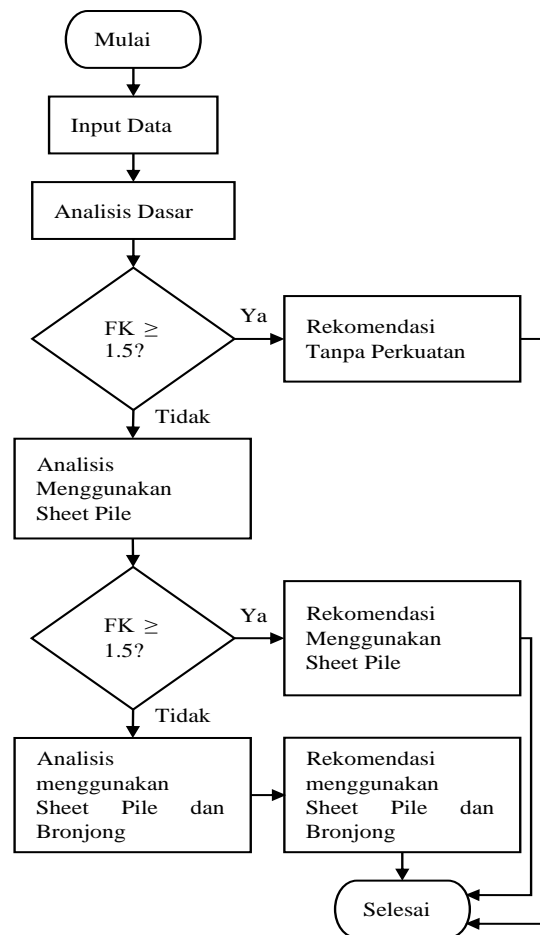 Mulai
Input Data
Analisis Dasar
FK ≥
1.5?
Ya
Rekomendasi
Tanpa Perkuatan
Tidak
Analisis
Menggunakan
Sheet Pile
FK ≥
1.5?
Ya
Rekomendasi
Menggunakan
Sheet Pile
Tidak
Analisis
menggunakan
Sheet Pile dan
Bronjong
Rekomendasi
menggunakan
Sheet Pile dan
Bronjong
Selesai